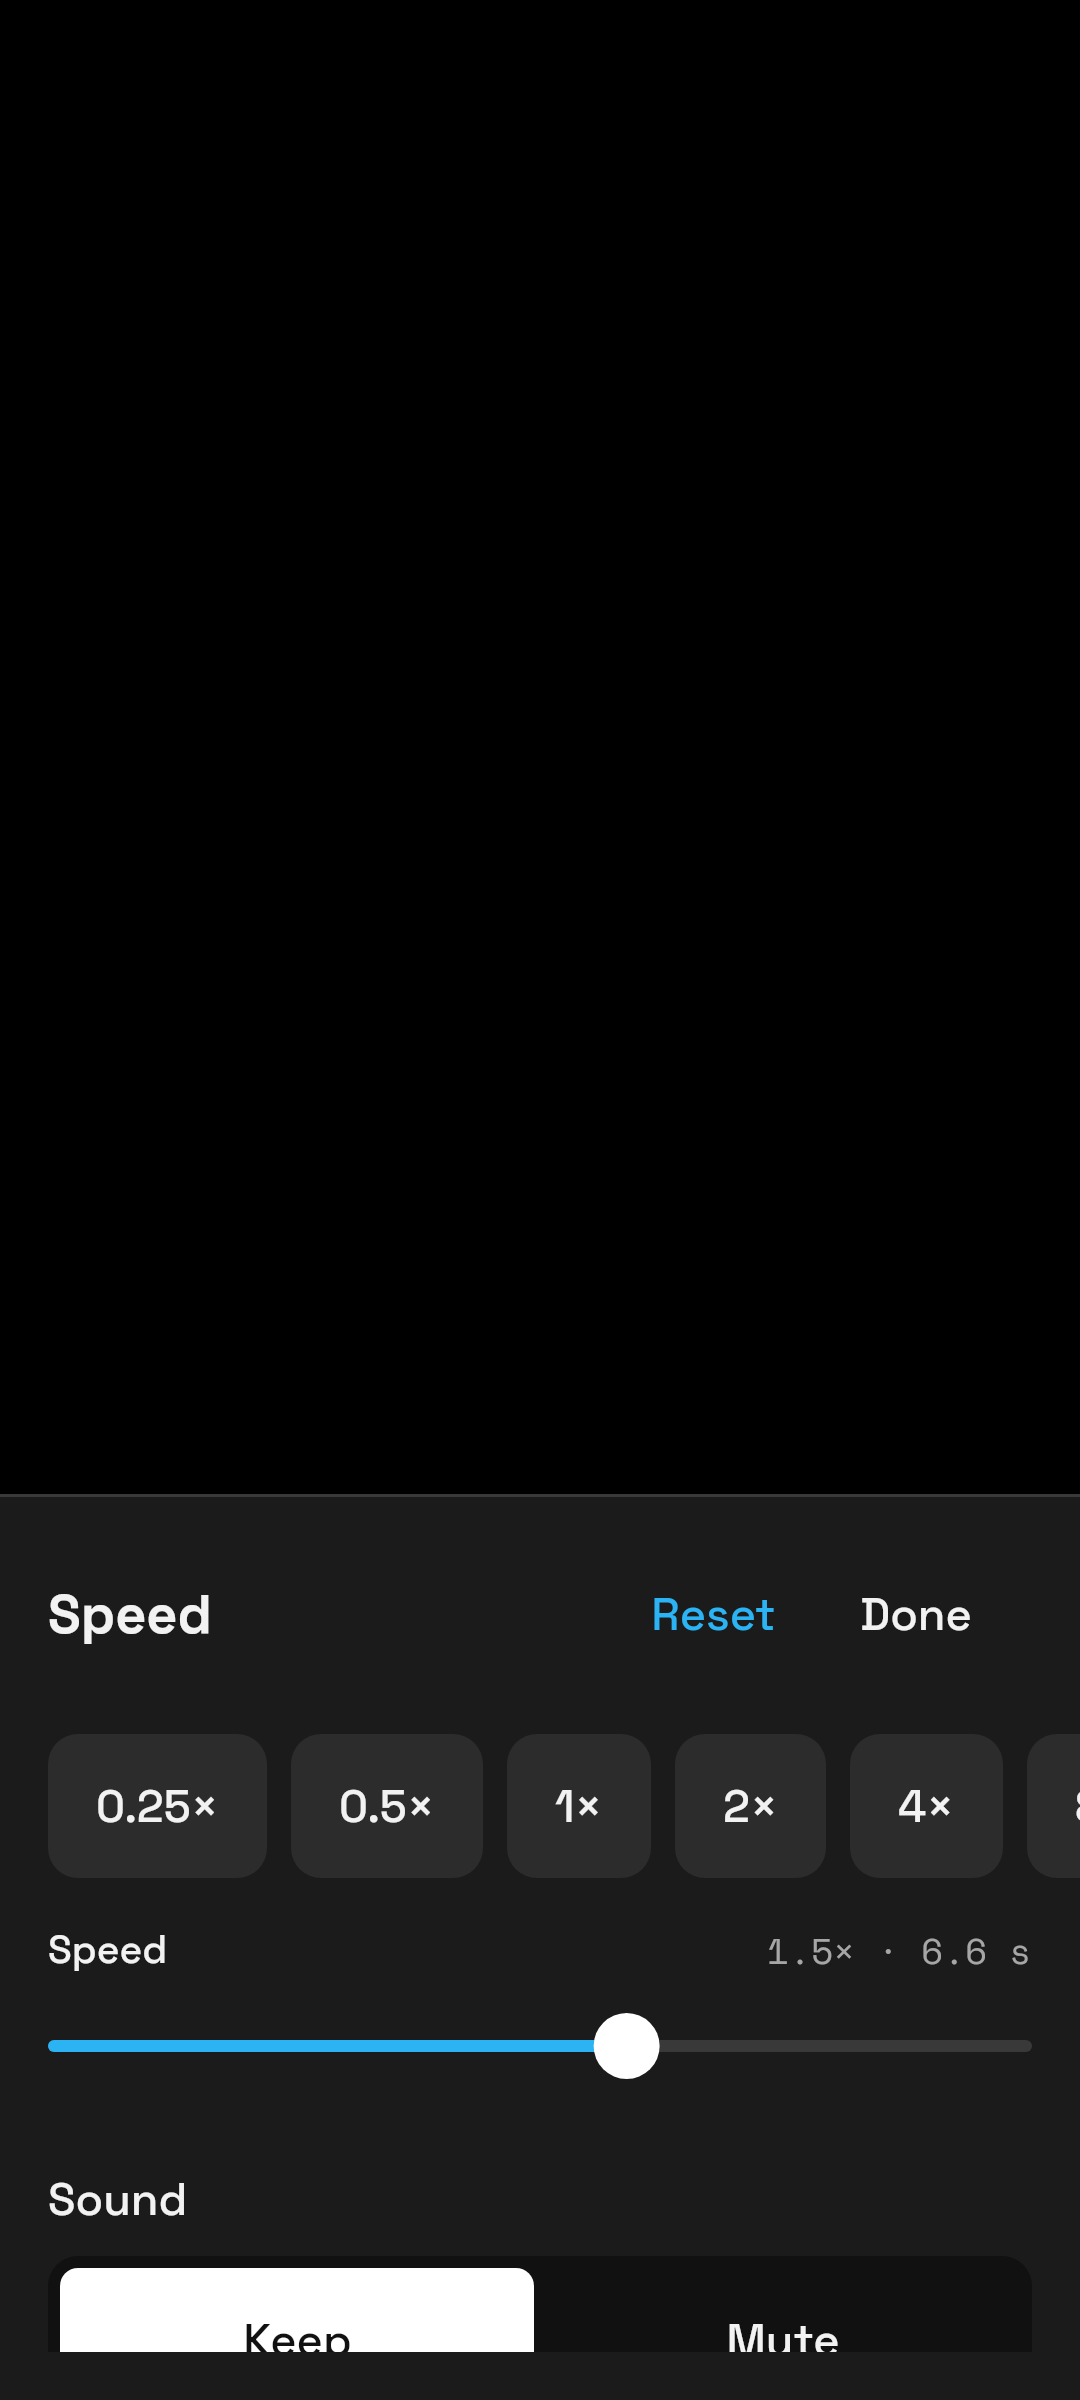 Speed
Reset
Done
0.25×
0.5×
1×
2×
4×
Speed
1.5× · 6.6 s
Sound
Keep
Mute